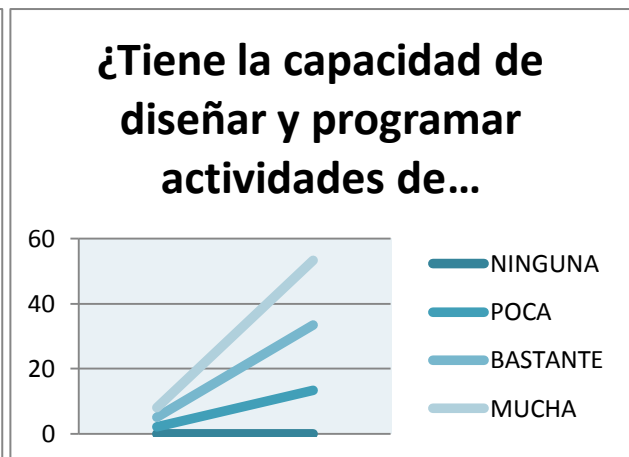 ¿Tiene la capacidad de
diseñar y programar
actividades de...
60
40
20
0
NINGUNA
POCA
BASTANTE
MUCHA